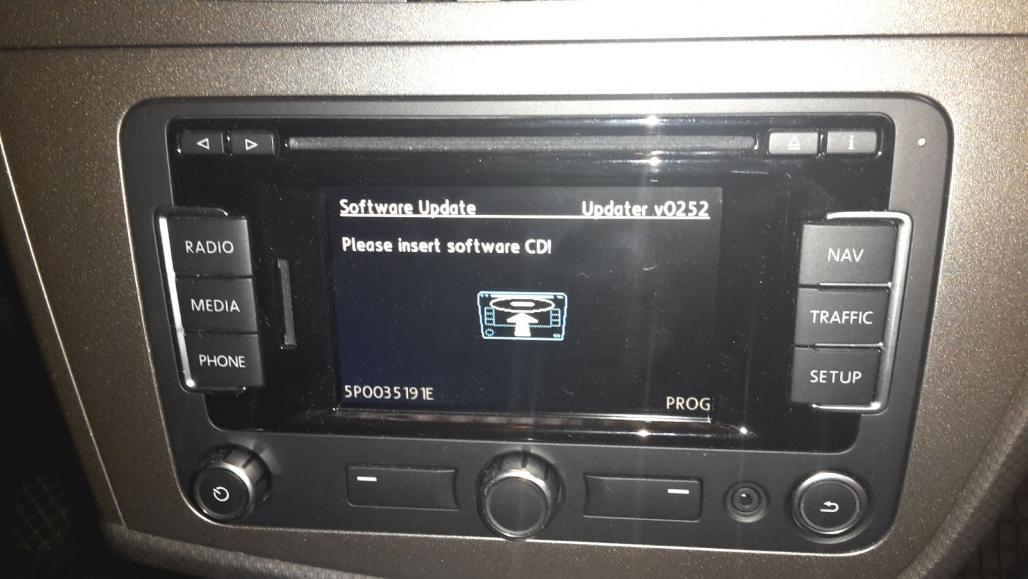 i
Software Update Updater v0252
Please insert software CD!
RADIO
MEDIA
PHONE
NAV
TRAFFIC
SETUP
5P0035191E
PROG